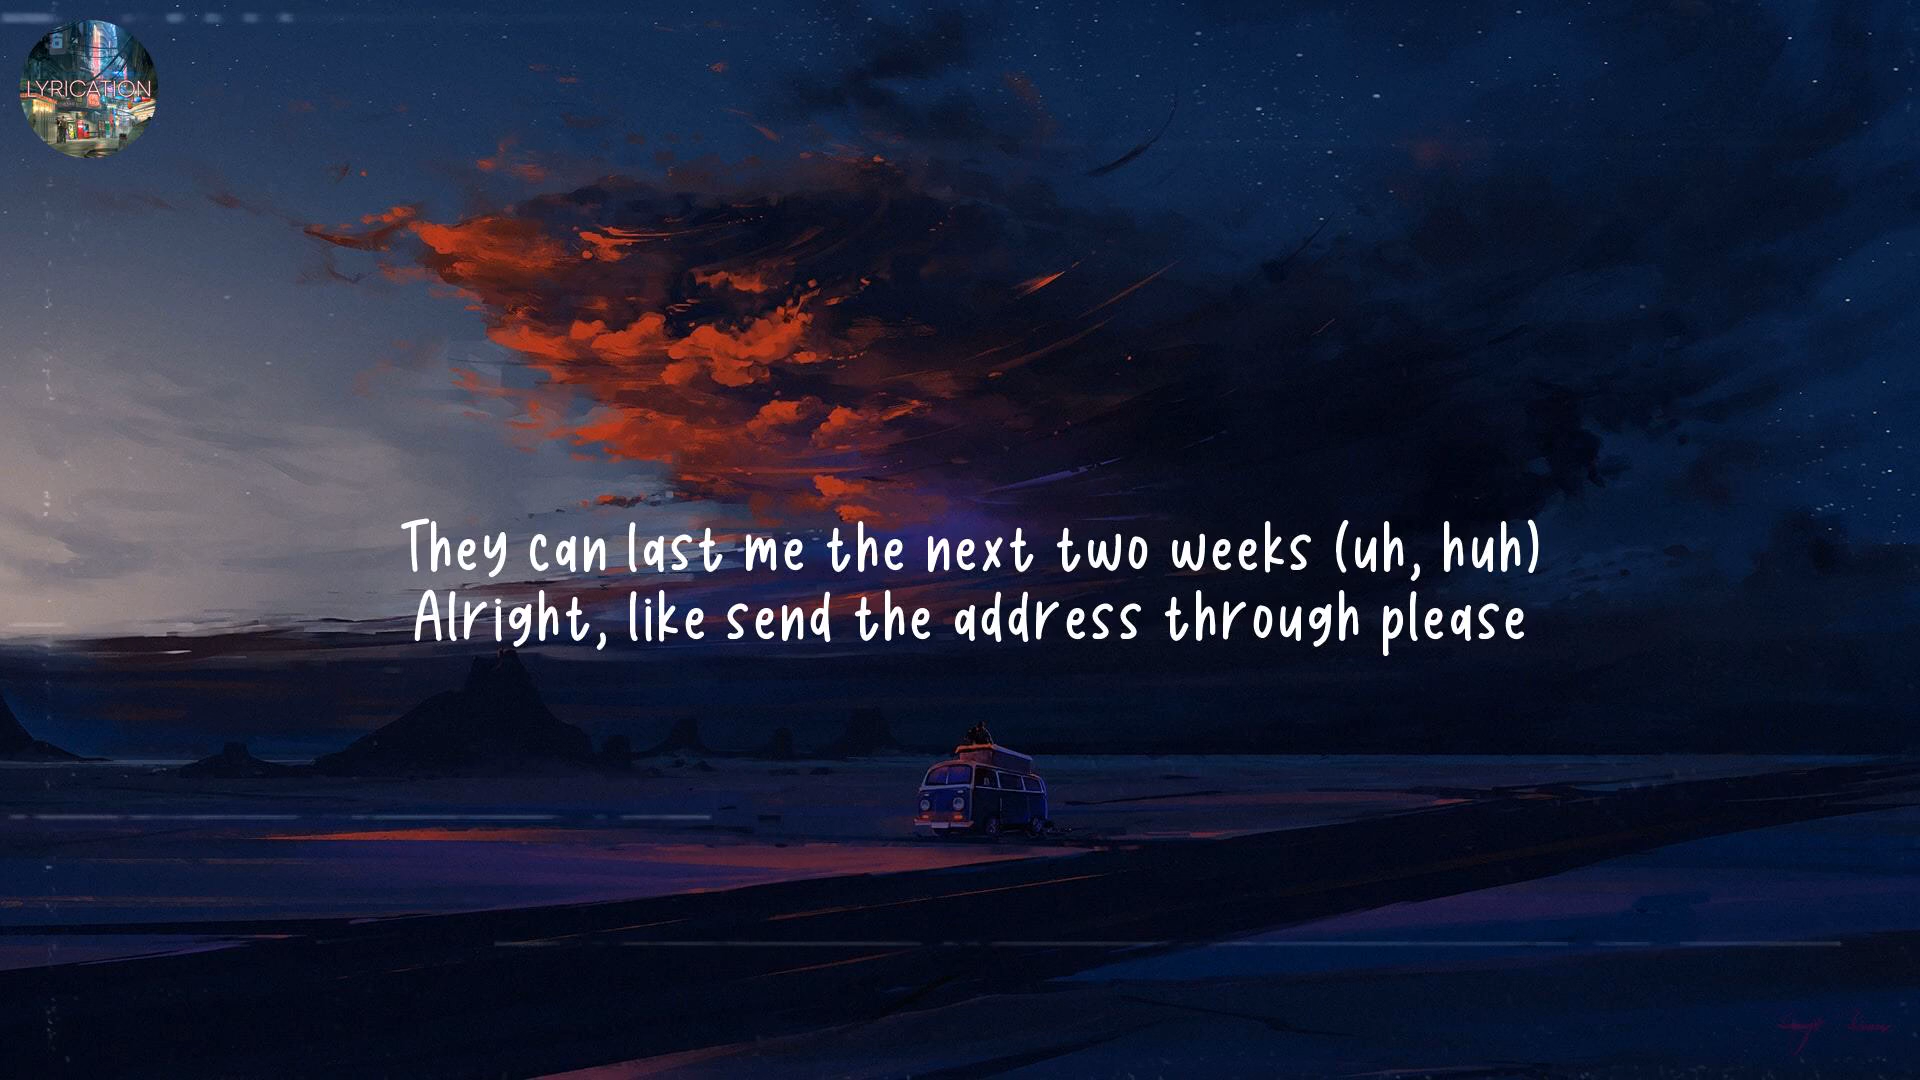 LYRICATION
They can last me the next two weeks (uh, huh)
Alright, like send the address through please